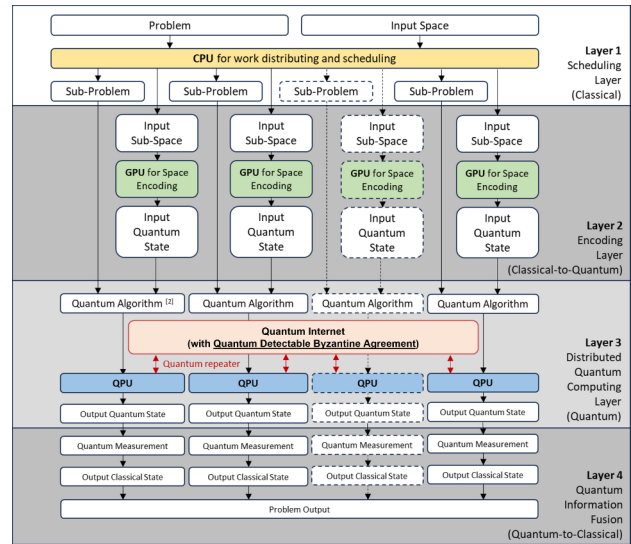 Problem
Input Space
CPU for work distributing and scheduling
Layer 1
Scheduling
Layer
(Classical)
Sub-Problem
Sub-Problem
Sub-Problem
Sub-Problem
Input
Sub-Space
Input
Sub-Space
Input
Sub-Space
Input
Sub-Space
GPU for Space
Encoding
GPU for Space
Encoding
GPU for Space
Encoding
GPU for Space
Encoding
Input
Quantum
State
Input
Quantum
State
Input
Quantum
State
Input
Quantum
State
Layer 2
Encoding
Layer
(Classical-to-Quantum)
Quantum Algorithm [2]
Quantum Algorithm
Quantum Algorithm
Quantum Algorithm
Quantum Internet
(with Quantum Detectable Byzantine Agreement)
Quantum repeater
QPU
QPU
QPU
QPU
Output Quantum State
Output Quantum State
Output Quantum State
Output Quantum State
Layer 3
Distributed
Quantum
Computing
Layer
(Quantum)
Quantum Measurement
Quantum Measurement
Quantum Measurement
Quantum Measurement
Output Classical State
Output Classical State
Output Classical State
Output Classical State
Problem Output
Layer 4
Quantum
Information
Fusion
(Quantum-to-Classical)